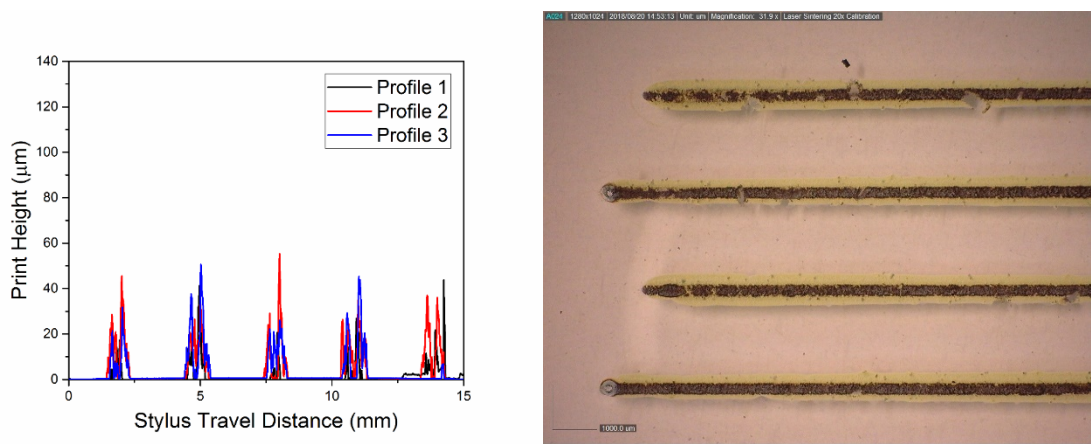 140
120
100
80
60
40
20
0
Print Height (μm)
0
5
10
15
Stylus Travel Distance (mm)
Profile 1
Profile 2
Profile 3
A024 1280x1024 2018/08/20 14:53:13 Unit: um Magnification: 31.9 x Laser Sintering 20x Calibration
1000.0 um